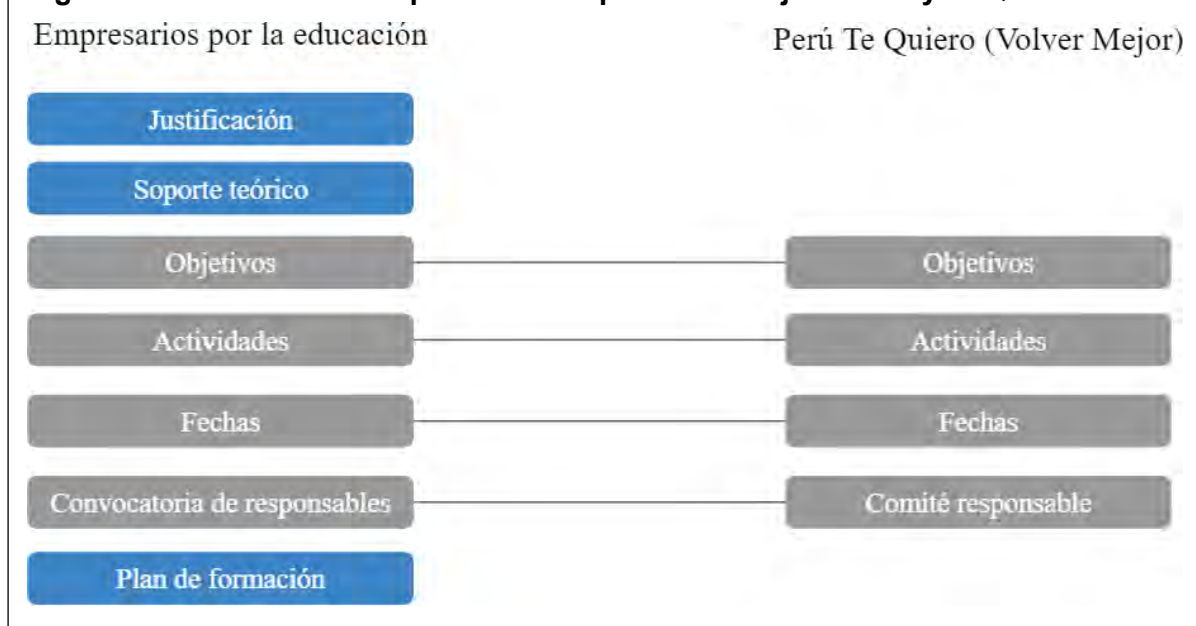 Empresarios por la educación
Perú Te Quiero (Volver Mejor)
Justificación
Soporte teórico
Objetivos
Objetivos
Actividades
Actividades
Fechas
Fechas
Convocatoria de responsables
Comité responsable
Plan de formación